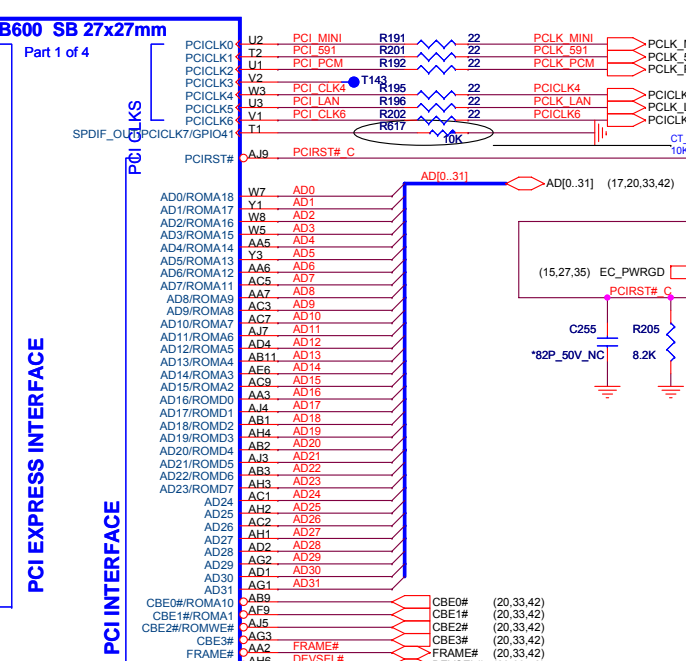 B600 SB 27x27mm
Part 1 of 4
PCI CLKS
PCI EXPRESS INTERFACE
PCI INTERFACE
PCICLK0 U2 PCI_MINI R191 22 PCLK_MINI
PCICLK1 T2 PCI_591 R201 22 PCLK_591
PCICLK2 U1 PCI_PCM R192 22 PCLK_PCM
PCICLK3 V2 T143
PCICLK4 W3 PCI_CLK4 R195 22 PCICLK4 PCICLK
PCICLK5 U3 PCI_LAN R196 22 PCLK_LAN
PCICLK6 V1 PCI_CLK6 R202 22 PCICLK6 PCICLK
SPDIF_OUT/PCICLK7/GPIO41 T1 R617 10K
CT_
10K
PCIRST# AJ9 PCIRST#_C
AD[0..31] AD[0..31] (17,20,33,42)
AD0/ROMA18 W7 AD0
AD1/ROMA17 Y1 AD1
AD2/ROMA16 W8 AD2
AD3/ROMA15 W5 AD3
AD4/ROMA14 AA5 AD4
AD5/ROMA13 Y3 AD5
AD6/ROMA12 AA6 AD6
AD7/ROMA11 AC5 AD7
AD8/ROMA9 AA7 AD8
AD9/ROMA8 AC3 AD9
AD10/ROMA7 AC7 AD10
AD11/ROMA6 AJ7 AD11
AD12/ROMA5 AD4 AD12
AD13/ROMA4 AB11 AD13
AD14/ROMA3 AE6 AD14
AD15/ROMA2 AC9 AD15
AD16/ROMD0 AA3 AD16
AD17/ROMD1 AJ4 AD17
AD18/ROMD2 AB1 AD18
AD19/ROMD3 AH4 AD19
AD20/ROMD4 AB2 AD20
AD21/ROMD5 AJ3 AD21
AD22/ROMD6 AB3 AD22
AD23/ROMD7 AH3 AD23
AD24 AC1 AD24
AD25 AH2 AD25
AD26 AC2 AD26
AD27 AH1 AD27
AD28 AD2 AD28
AD29 AG2 AD29
AD30 AD1 AD30
AD31 AG1 AD31
CBE0#/ROMA10 AB9 CBE0# (20,33,42)
CBE1#/ROMA1 AF9 CBE1# (20,33,42)
CBE2#/ROMWE# AJ5 CBE2# (20,33,42)
CBE3# AG3 CBE3# (20,33,42)
FRAME# AA2 FRAME# FRAME# (20,33,42)
AH6 DEVSEL#
(15,27,35) EC_PWRGD
PCIRST#_C
C255 R205
*82P_50V_NC 8.2K